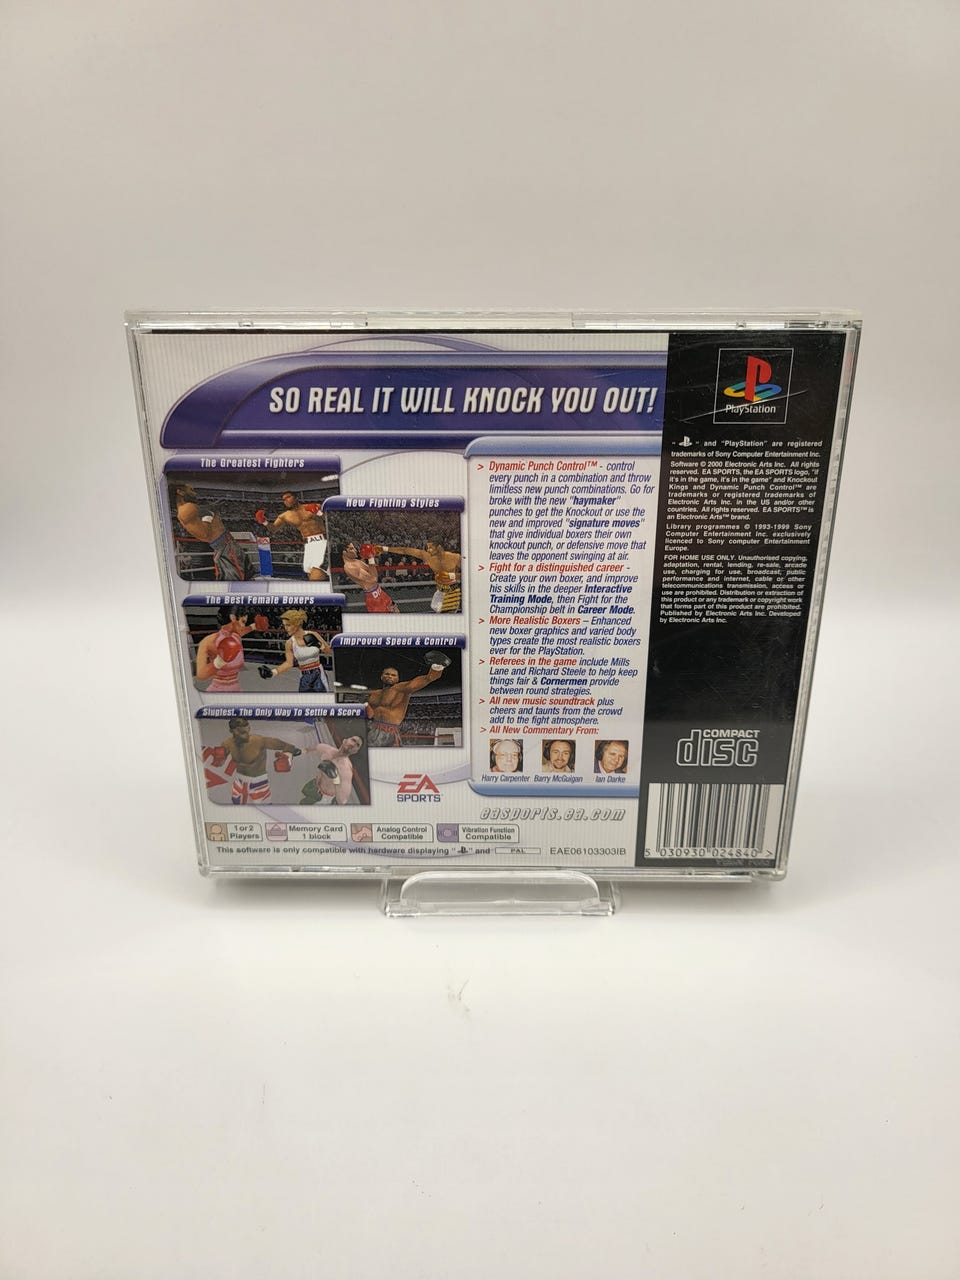 SO REAL IT WILL KNOCK YOU OUT!
The Greatest Fighters
ALI
New Fighting Styles
The Best Female Boxers
Improved Speed & Control
Slugfest. The Only Way To Settle A Score
> Dynamic Punch Control™ - control
every punch in a combination and throw
limitless new punch combinations. Go for
broke with the new "haymaker"
punches to get the Knockout or use the
new and improved "signature moves"
that give individual boxers their own
knockout punch, or defensive move that
leaves the opponent swinging at air.
> Fight for a distinguished career -
Create your own boxer, and improve
his skills in the deeper Interactive
Training Mode, then Fight for the
Championship belt in Career Mode.
> More Realistic Boxers – Enhanced
new boxer graphics and varied body
types create the most realistic boxers
ever for the PlayStation.
> Referees in the game include Mills
Lane and Richard Steele to help keep
things fair & Cornermen provide
between round strategies.
> All new music soundtrack plus
cheers and taunts from the crowd
add to the fight atmosphere.
> All New Commentary From:
Harry Carpenter Barry McGuigan Ian Darke
EA
SPORTS™
easports.ea.com
1 or 2
Players
Memory Card
1 block
Analog Control
Compatible
Vibration Function
Compatible
This software is only compatible with hardware displaying " " and PAL
EAE06103303IB
PlayStation
" " and "PlayStation" are registered
trademarks of Sony Computer Entertainment Inc.
Software © 2000 Electronic Arts Inc. All rights
reserved. EA SPORTS, the EA SPORTS logo, "if
it's in the game, it's in the game" and Knockout
Kings and Dynamic Punch Control™ are
trademarks or registered trademarks of
Electronic Arts Inc. in the US and/or other
countries. All rights reserved. EA SPORTS™ is
an Electronic Arts™ brand.
Library programmes © 1993-1999 Sony
Computer Entertainment Inc. exclusively
licenced to Sony computer Entertainment
Europe.
FOR HOME USE ONLY. Unauthorised copying,
adaptation, rental, lending, re-sale, arcade
use, charging for use, broadcast, public
performance and internet, cable or other
telecommunications transmission, access or
use are prohibited. Distribution or extraction of
this product or any trademark or copyright work
that forms part of this product are prohibited.
Published by Electronic Arts Inc. Developed
by Electronic Arts Inc.
COMPACT
disc
5 030930 024840 >